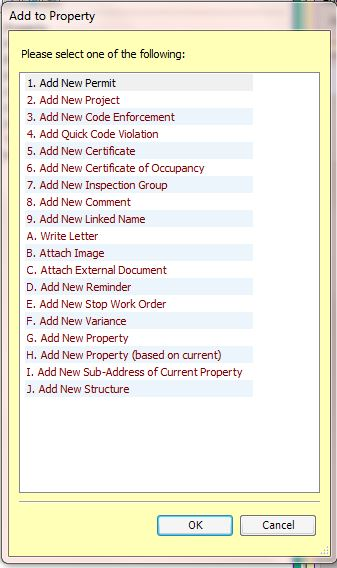 Add to Property
Please select one of the following:
1. Add New Permit
2. Add New Project
3. Add New Code Enforcement
4. Add Quick Code Violation
5. Add New Certificate
6. Add New Certificate of Occupancy
7. Add New Inspection Group
8. Add New Comment
9. Add New Linked Name
A. Write Letter
B. Attach Image
C. Attach External Document
D. Add New Reminder
E. Add New Stop Work Order
F. Add New Variance
G. Add New Property
H. Add New Property (based on current)
I. Add New Sub-Address of Current Property
J. Add New Structure
OK
Cancel